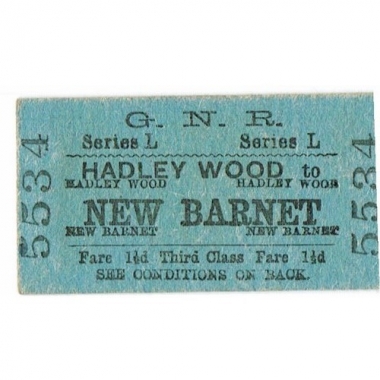 G. N. R.
Series L Series L
HADLEY WOOD to
HADLEY WOOD HADLEY WOOD
NEW BARNET
NEW BARNET NEW BARNET
Fare 1½d Third Class Fare 1½d
SEE CONDITIONS ON BACK.
5534
5534